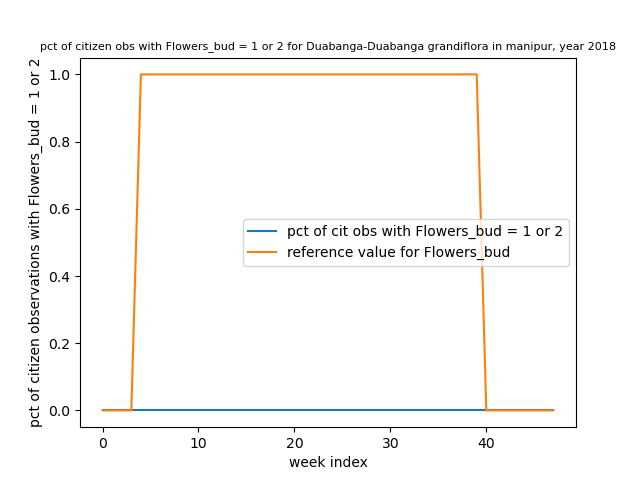 pct of citizen obs with Flowers_bud = 1 or 2 for Duabanga-Duabanga grandiflora in manipur, year 2018
pct of citizen observations with Flowers_bud = 1 or 2
1.0
0.8
0.6
0.4
0.2
0.0
pct of cit obs with Flowers_bud = 1 or 2
reference value for Flowers_bud
0 10 20 30 40
week index